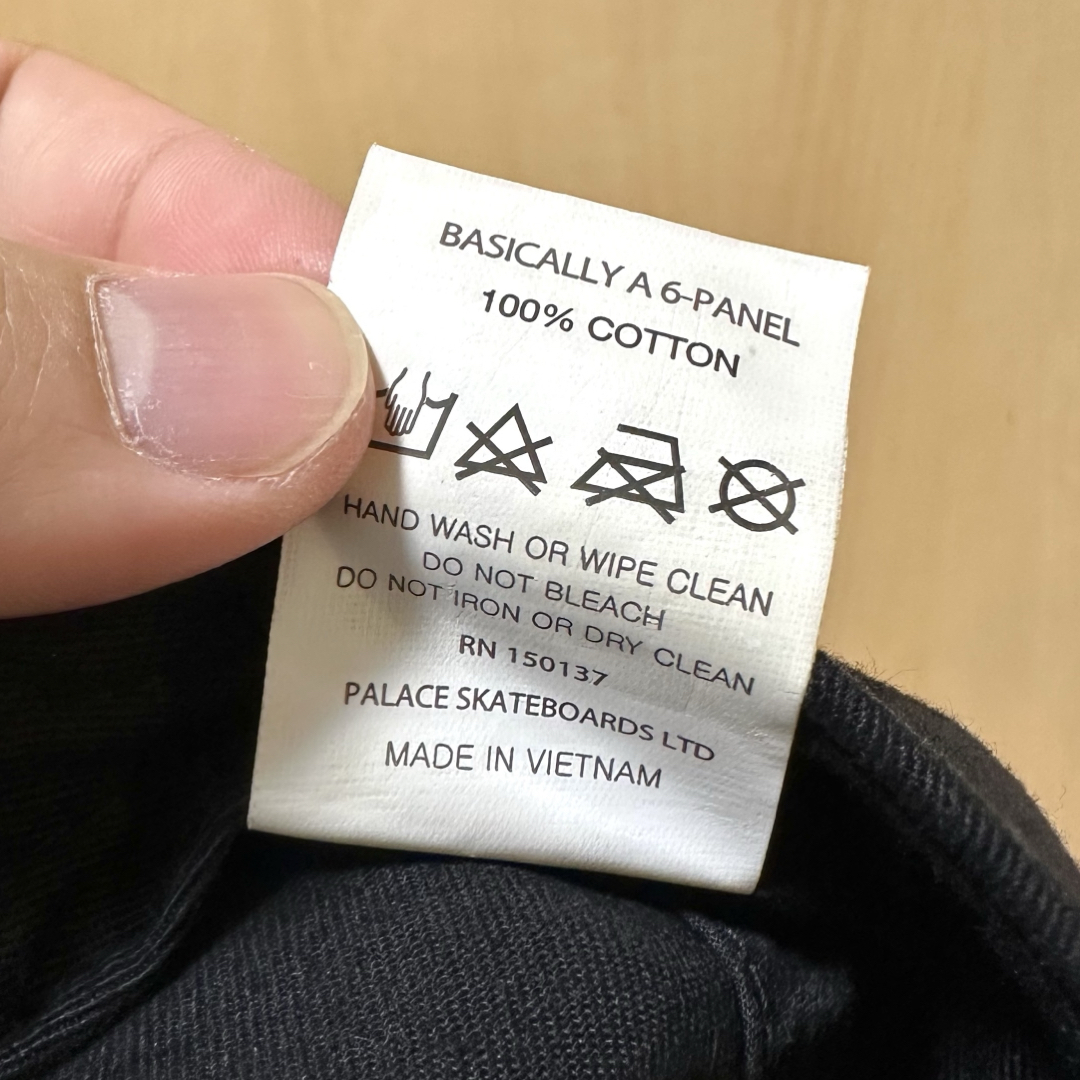 BASICALLY A 6-PANEL
100% COTTON
HAND WASH OR WIPE CLEAN
DO NOT BLEACH
DO NOT IRON OR DRY CLEAN
RN 150137
PALACE SKATEBOARDS LTD
MADE IN VIETNAM